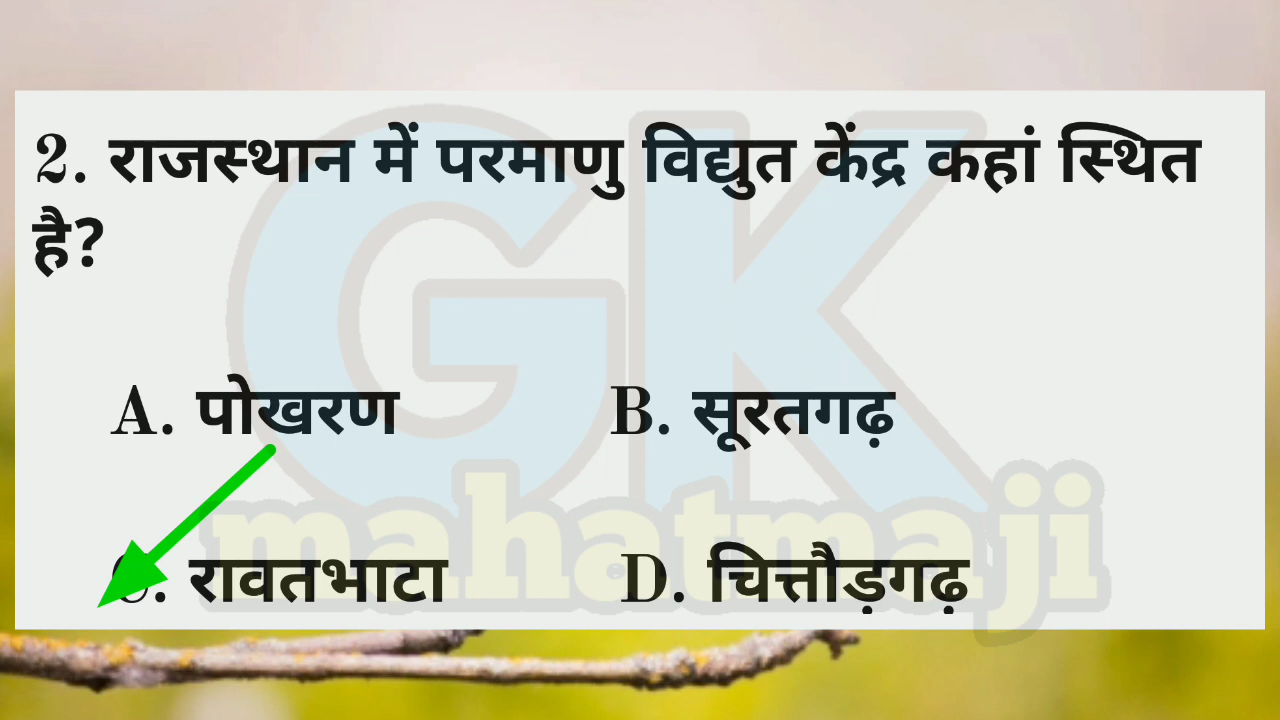 2. राजस्थान में परमाणु विद्युत केंद्र कहां स्थित
है?
A. पोखरण B. सूरतगढ़
C. रावतभाटा D. चित्तौड़गढ़
GK
mahatmaji